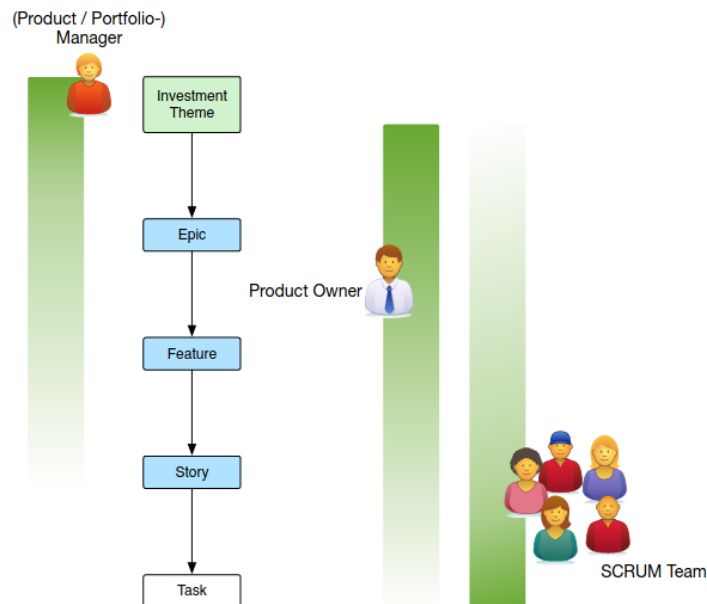 (Product / Portfolio-)
Manager
Investment
Theme
Epic
Product Owner
Feature
Story
SCRUM Team
Task